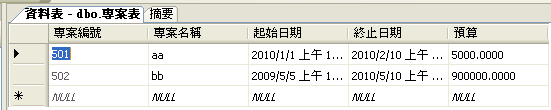 資料表 - dbo.專案表 摘要
專案編號 專案名稱 起始日期 終止日期 預算
501 aa 2010/1/1 上午 1... 2010/2/10 上午 ... 5000.0000
502 bb 2009/5/5 上午 1... 2010/5/10 上午 ... 900000.0000
NULL NULL NULL NULL NULL